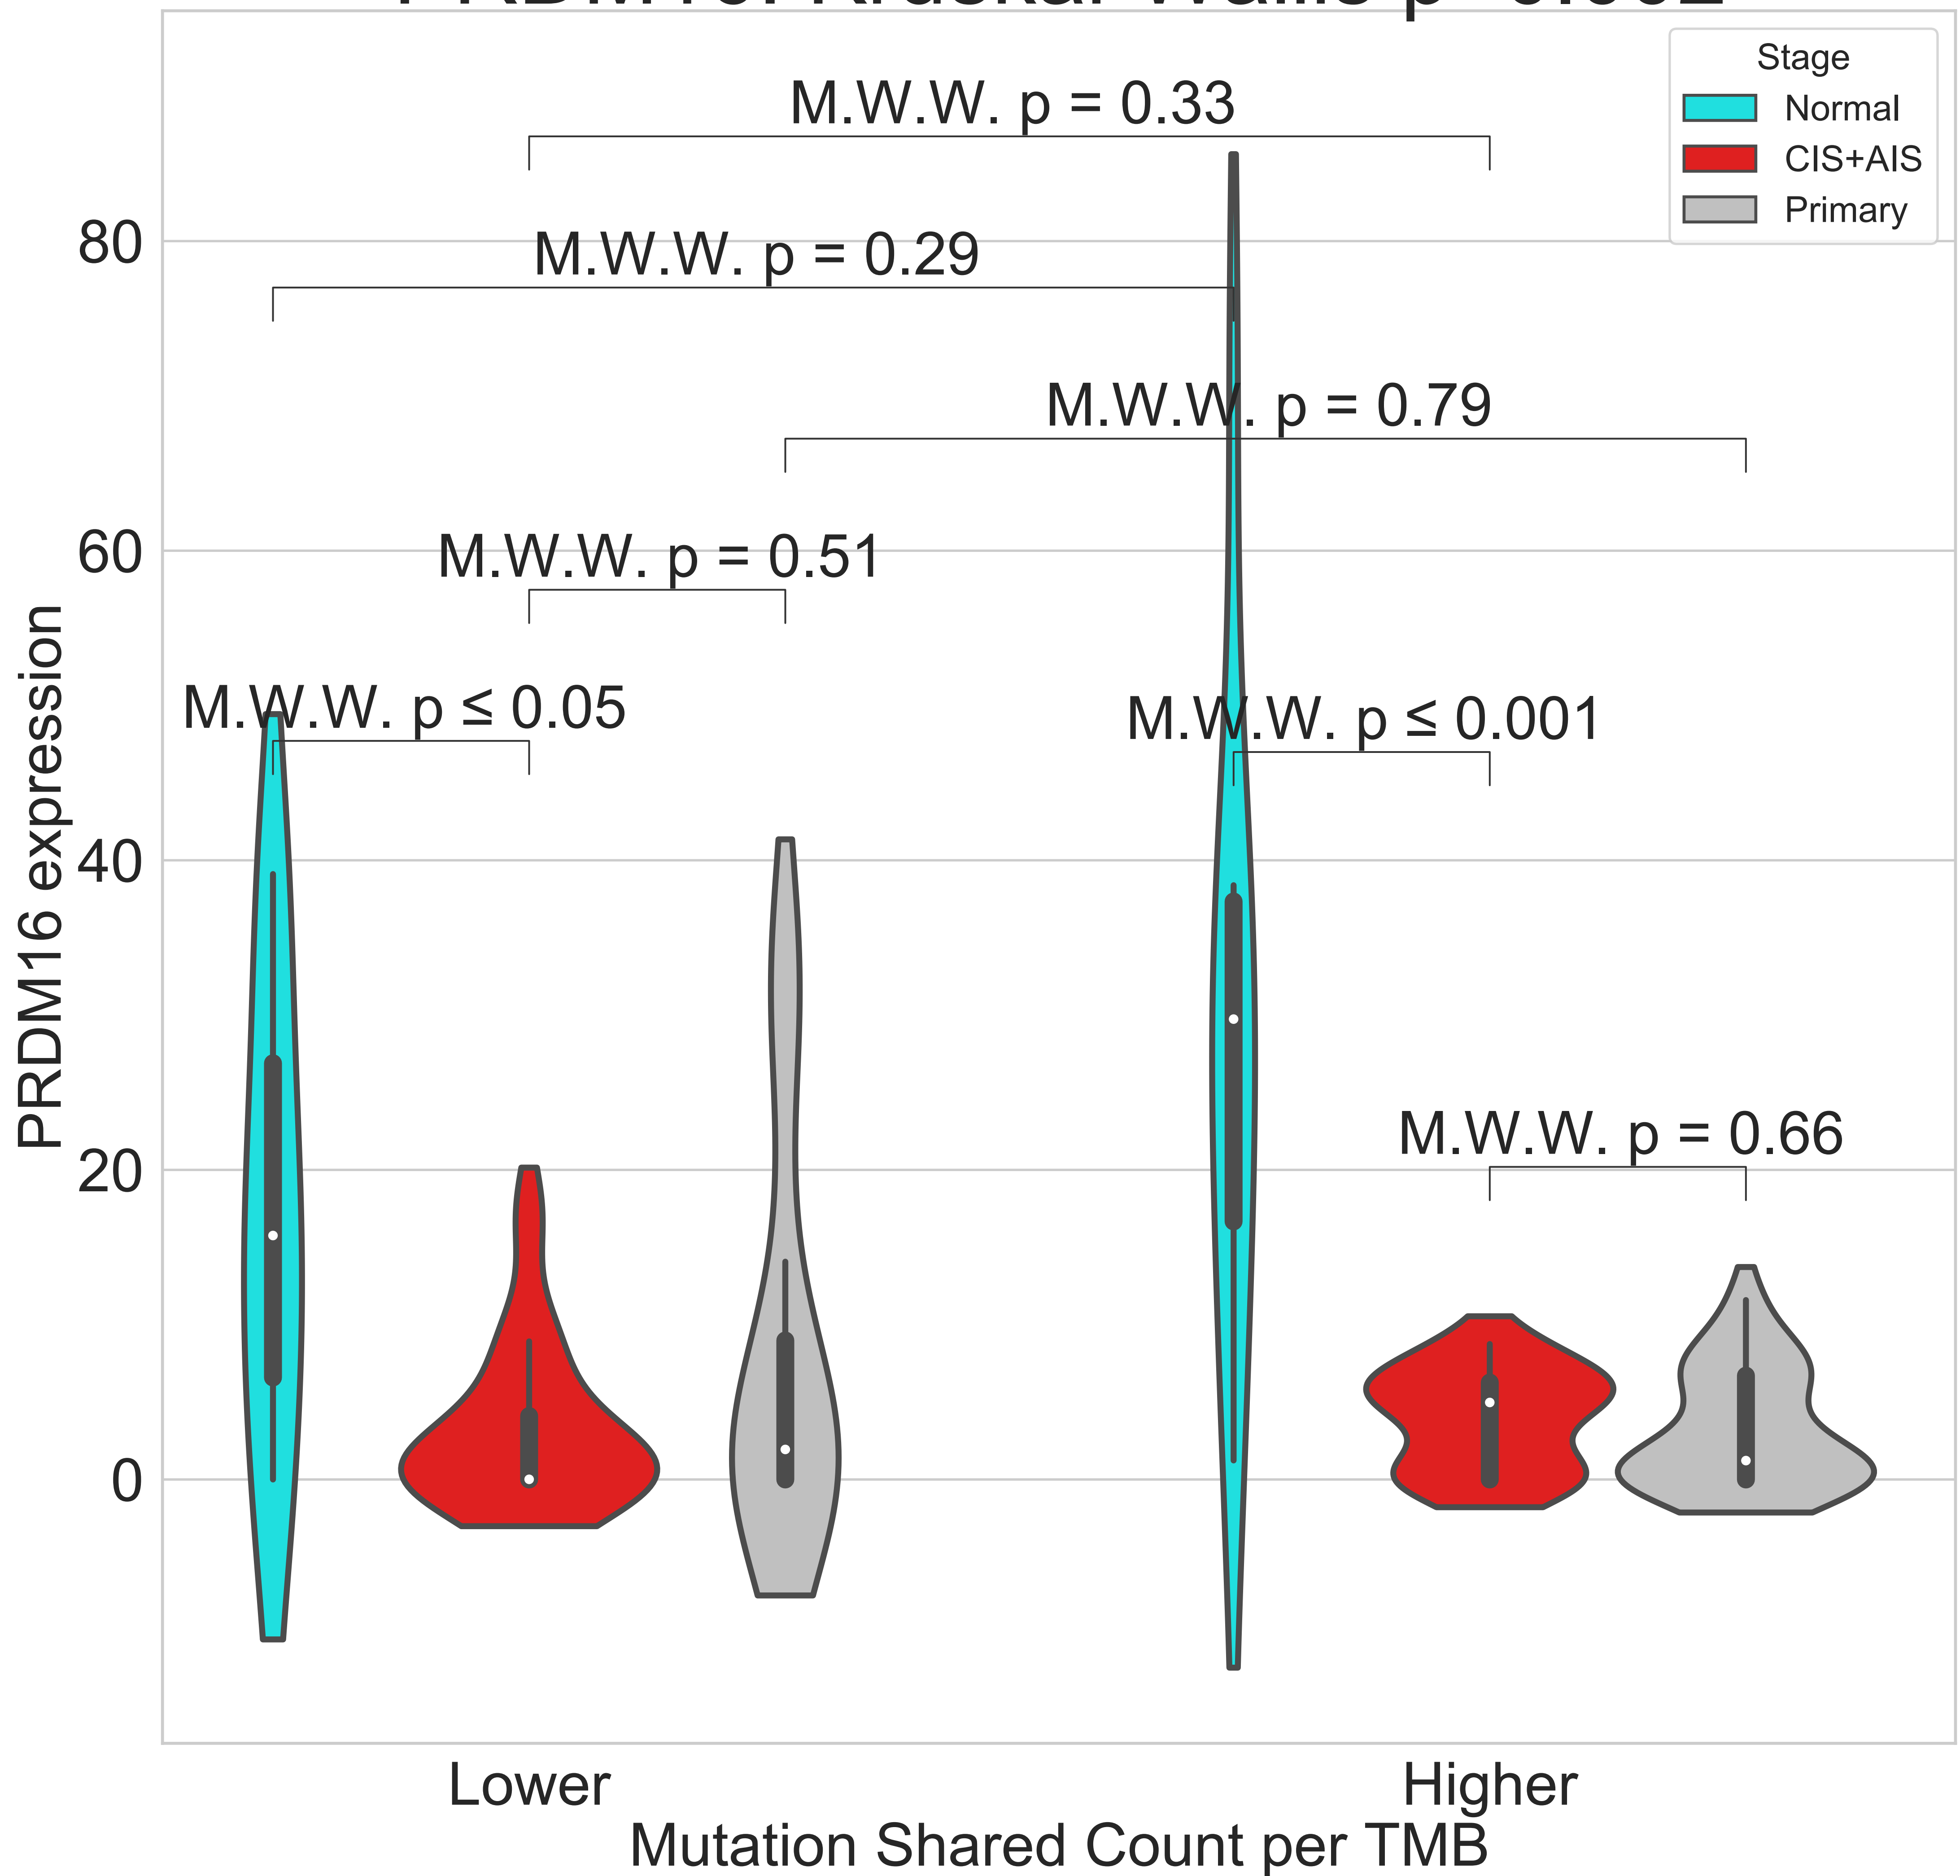 Stage
Normal
CIS+AIS
Primary
M.W.W. p = 0.33
M.W.W. p = 0.29
M.W.W. p = 0.79
M.W.W. p = 0.51
M.W.W. p ≤ 0.05
M.W.W. p ≤ 0.001
M.W.W. p = 0.66
80
60
40
20
0
PRDM16 expression
Lower
Higher
Mutation Shared Count per TMB